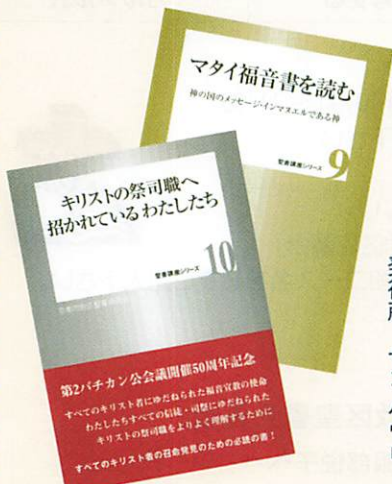 マタイ福音書を読む
神の国のメッセージ・インマヌエルである神
聖書講座シリーズ9
キリストの祭司職へ
招かれているわたしたち
聖書講座シリーズ10
第2バチカン公会議開催50周年記念
すべてのキリスト者にゆだねられた福音宣教の使命
わたしたちすべての信徒・司祭にゆだねられた
キリストの祭司職をよりよく理解するために
すべてのキリスト者の召命発見のための必読の書！